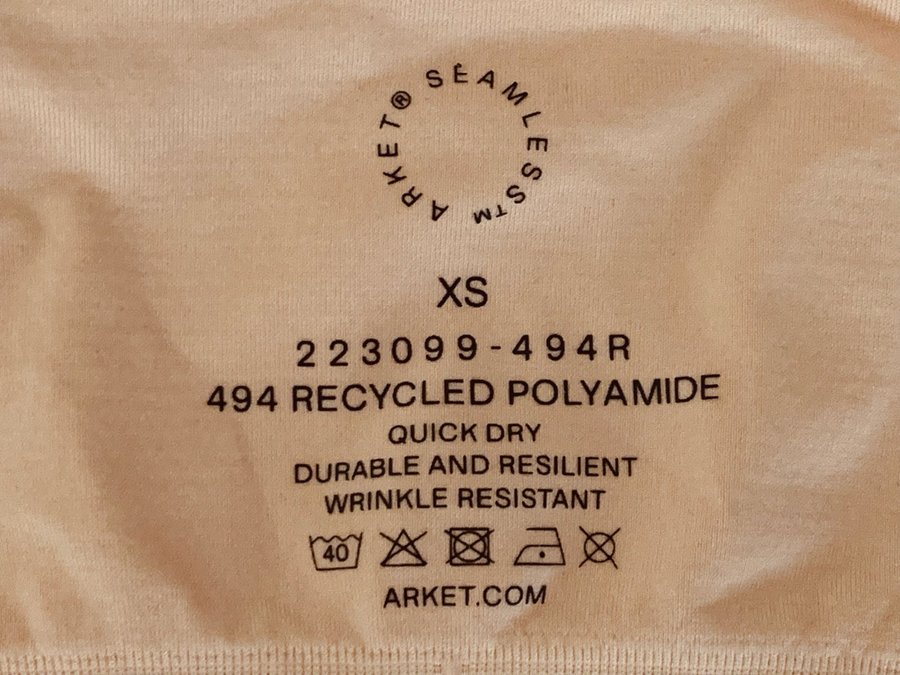 ARKET® SEAMLESS™
XS
223099-494R
494 RECYCLED POLYAMIDE
QUICK DRY
DURABLE AND RESILIENT
WRINKLE RESISTANT
40
ARKET.COM